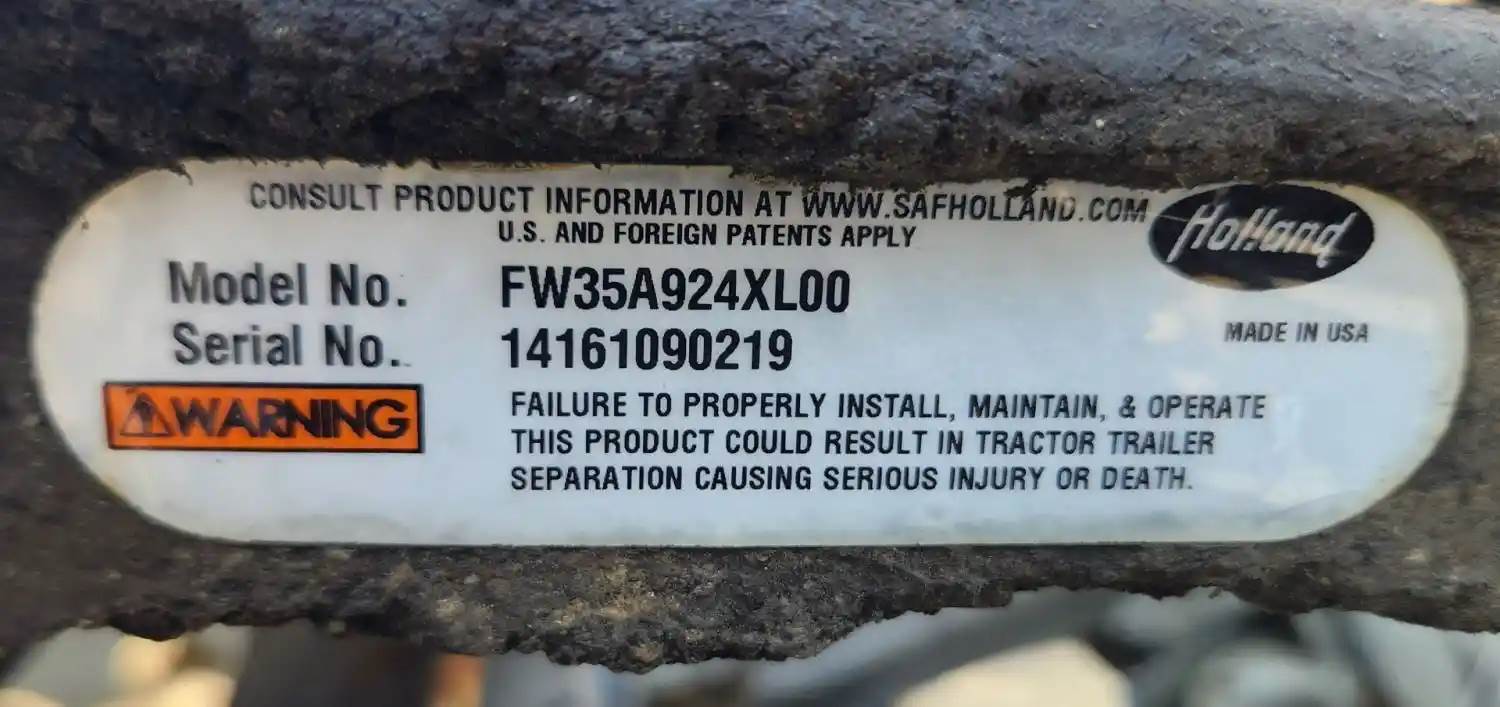 CONSULT PRODUCT INFORMATION AT WWW.SAFHOLLAND.COM
U.S. AND FOREIGN PATENTS APPLY
Holland
Model No. FW35A924XL00
Serial No. 14161090219
MADE IN USA
WARNING
FAILURE TO PROPERLY INSTALL, MAINTAIN, & OPERATE
THIS PRODUCT COULD RESULT IN TRACTOR TRAILER
SEPARATION CAUSING SERIOUS INJURY OR DEATH.